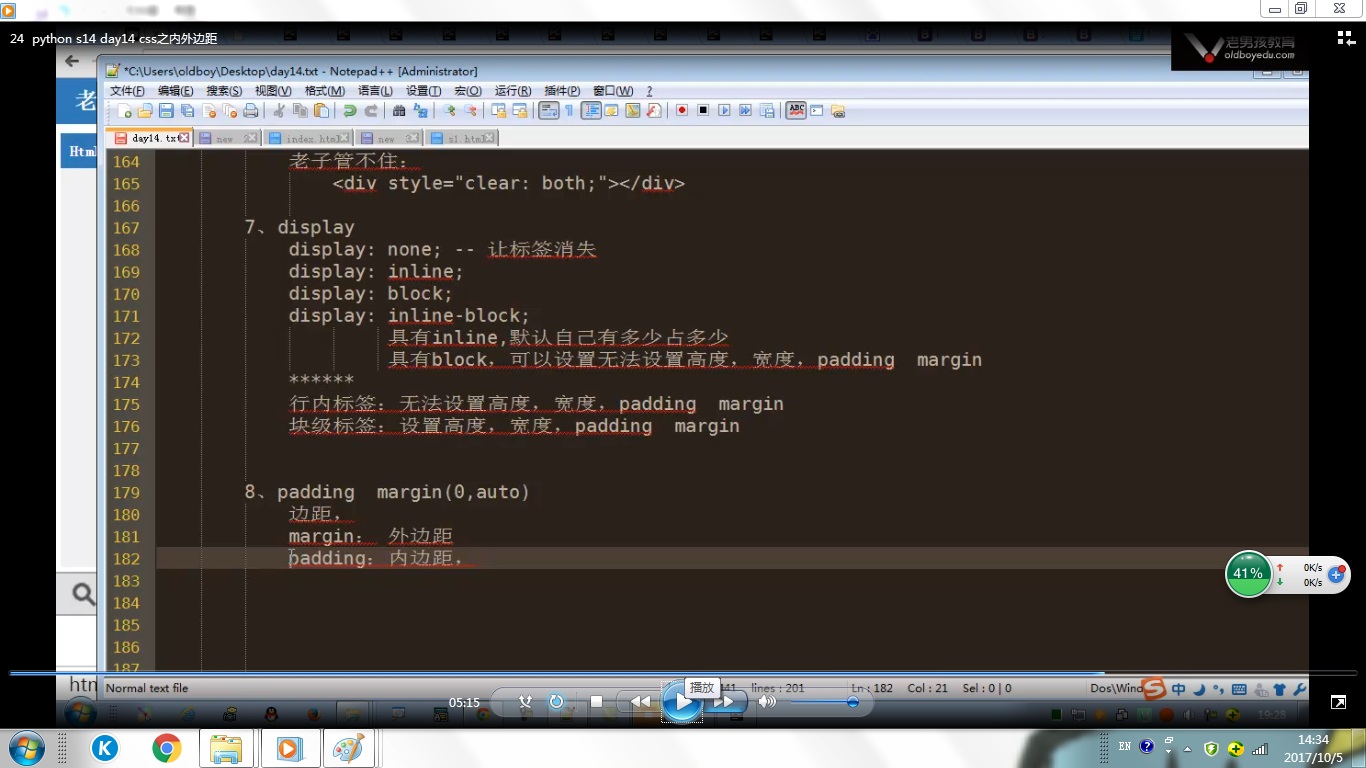 24 python s14 day14 css之内外边距
老男孩教育
oldboyedu.com
*C:\Users\oldboy\Desktop\day14.txt - Notepad++ [Administrator]
文件(F) 编辑(E) 搜索(S) 视图(V) 格式(M) 语言(L) 设置(T) 宏(O) 运行(R) 插件(P) 窗口(W) ?
老
day14.txt new 2 index.html new 3 s1.html
Html
164 老子管不住：
165 <div style="clear: both;"></div>
166
167 7、display
168 display: none; -- 让标签消失
169 display: inline;
170 display: block;
171 display: inline-block;
172 具有inline,默认自己有多少占多少
173 具有block，可以设置无法设置高度，宽度，padding margin
174 ******
175 行内标签：无法设置高度，宽度，padding margin
176 块级标签：设置高度，宽度，padding margin
177
178
179 8、padding margin(0,auto)
180 边距，
181 margin： 外边距
182 padding：内边距，
183
184
185
186
187
41% 0K/s
0K/s
htn
Normal text file lines : 201 Ln : 182 Col : 21 Sel : 0 | 0 Dos\Wind 中
播放
05:15
19:28
EN
14:34
2017/10/5